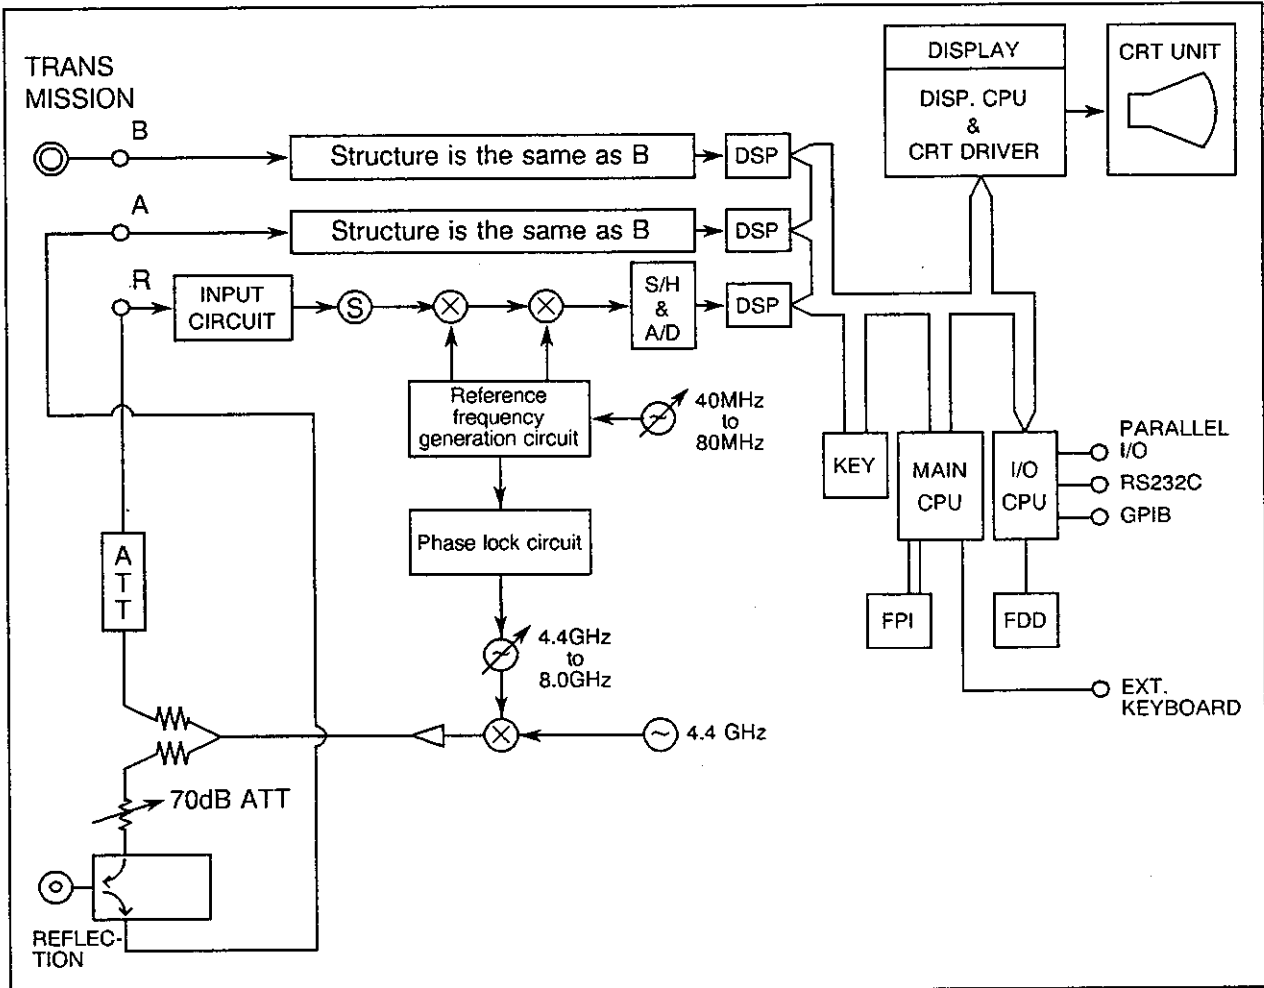 TRANS
MISSION
B
Structure is the same as B
DSP
DISPLAY
DISP. CPU
&
CRT DRIVER
CRT UNIT
A
Structure is the same as B
DSP
R
INPUT
CIRCUIT
S
S/H
&
A/D
DSP
Reference
frequency
generation circuit
40MHz
to
80MHz
KEY
MAIN
CPU
I/O
CPU
PARALLEL
I/O
RS232C
GPIB
Phase lock circuit
A
T
T
FPI
FDD
4.4GHz
to
8.0GHz
EXT.
KEYBOARD
4.4 GHz
70dB ATT
REFLEC-
TION